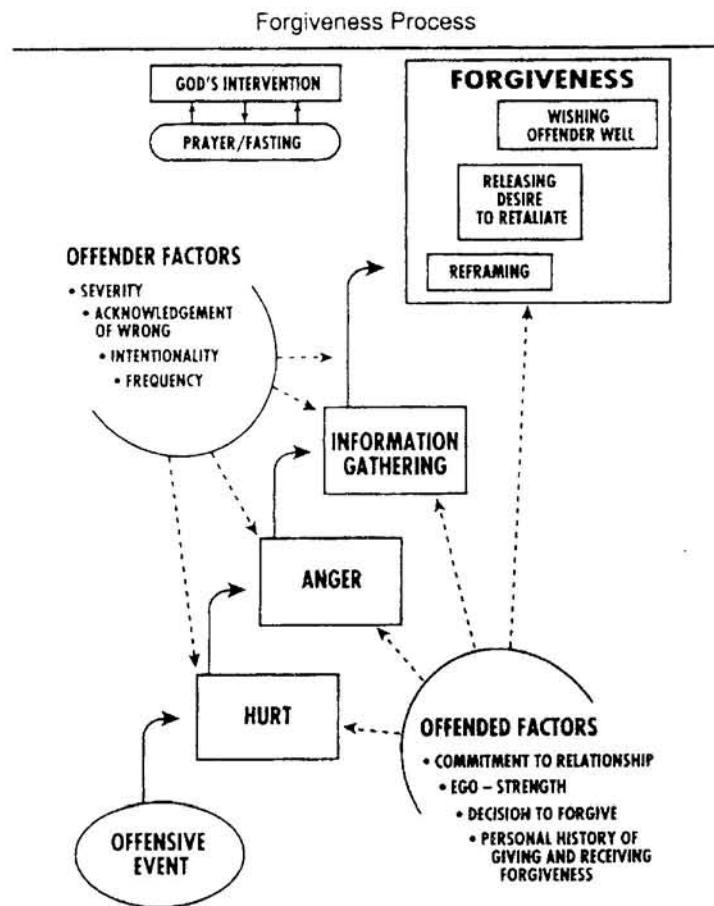 Forgiveness Process
GOD'S INTERVENTION
PRAYER/FASTING
FORGIVENESS
WISHING
OFFENDER WELL
RELEASING
DESIRE
TO RETALIATE
REFRAMING
OFFENDER FACTORS
• SEVERITY
• ACKNOWLEDGEMENT
OF WRONG
• INTENTIONALITY
• FREQUENCY
INFORMATION
GATHERING
ANGER
HURT
OFFENSIVE
EVENT
OFFENDED FACTORS
• COMMITMENT TO RELATIONSHIP
• EGO – STRENGTH
• DECISION TO FORGIVE
• PERSONAL HISTORY OF
GIVING AND RECEIVING
FORGIVENESS